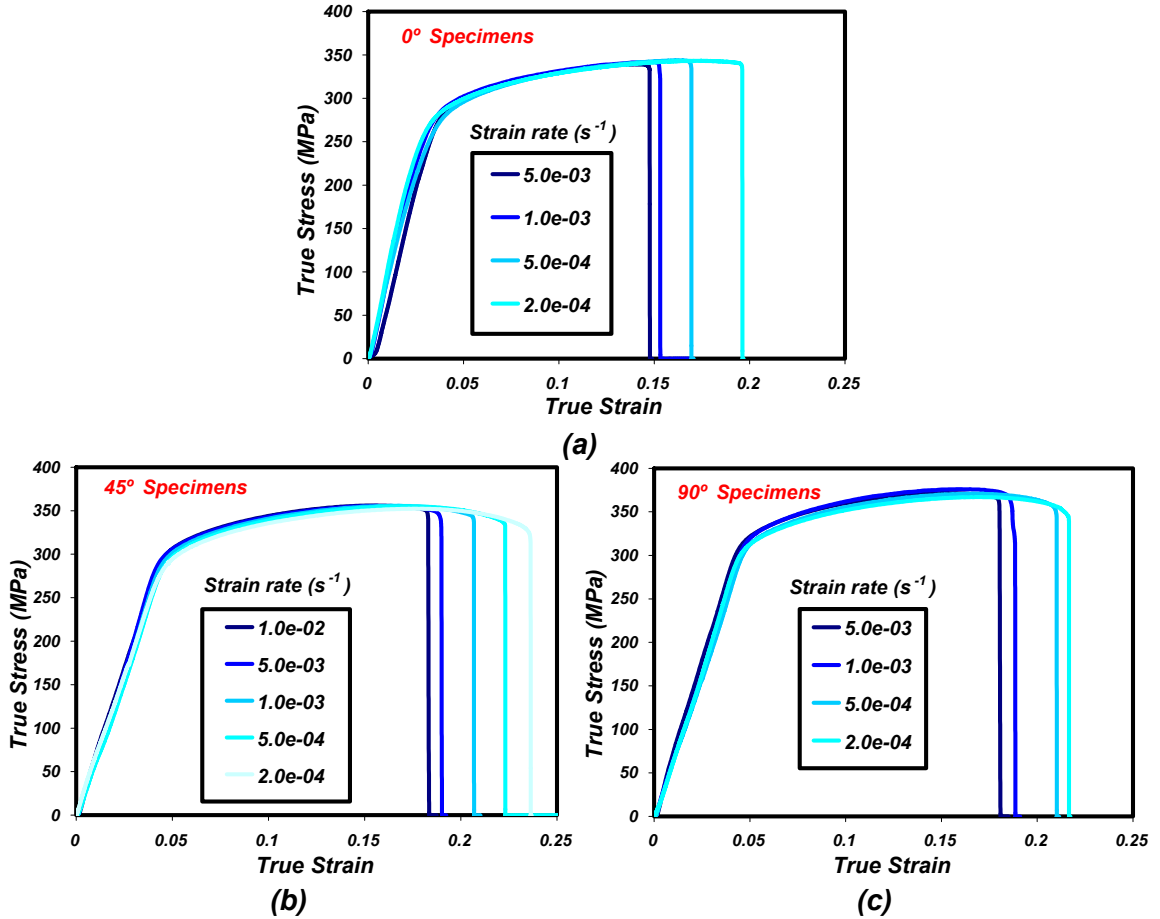 0º Specimens
True Stress (MPa)
400
350
300
250
200
150
100
50
0
Strain rate (s⁻¹)
5.0e-03
1.0e-03
5.0e-04
2.0e-04
0 0.05 0.1 0.15 0.2 0.25
True Strain
(a)
45º Specimens
True Stress (MPa)
400
350
300
250
200
150
100
50
0
Strain rate (s⁻¹)
1.0e-02
5.0e-03
1.0e-03
5.0e-04
2.0e-04
0 0.05 0.1 0.15 0.2 0.25
True Strain
(b)
90º Specimens
True Stress (MPa)
400
350
300
250
200
150
100
50
0
Strain rate (s⁻¹)
5.0e-03
1.0e-03
5.0e-04
2.0e-04
0 0.05 0.1 0.15 0.2 0.25
True Strain
(c)